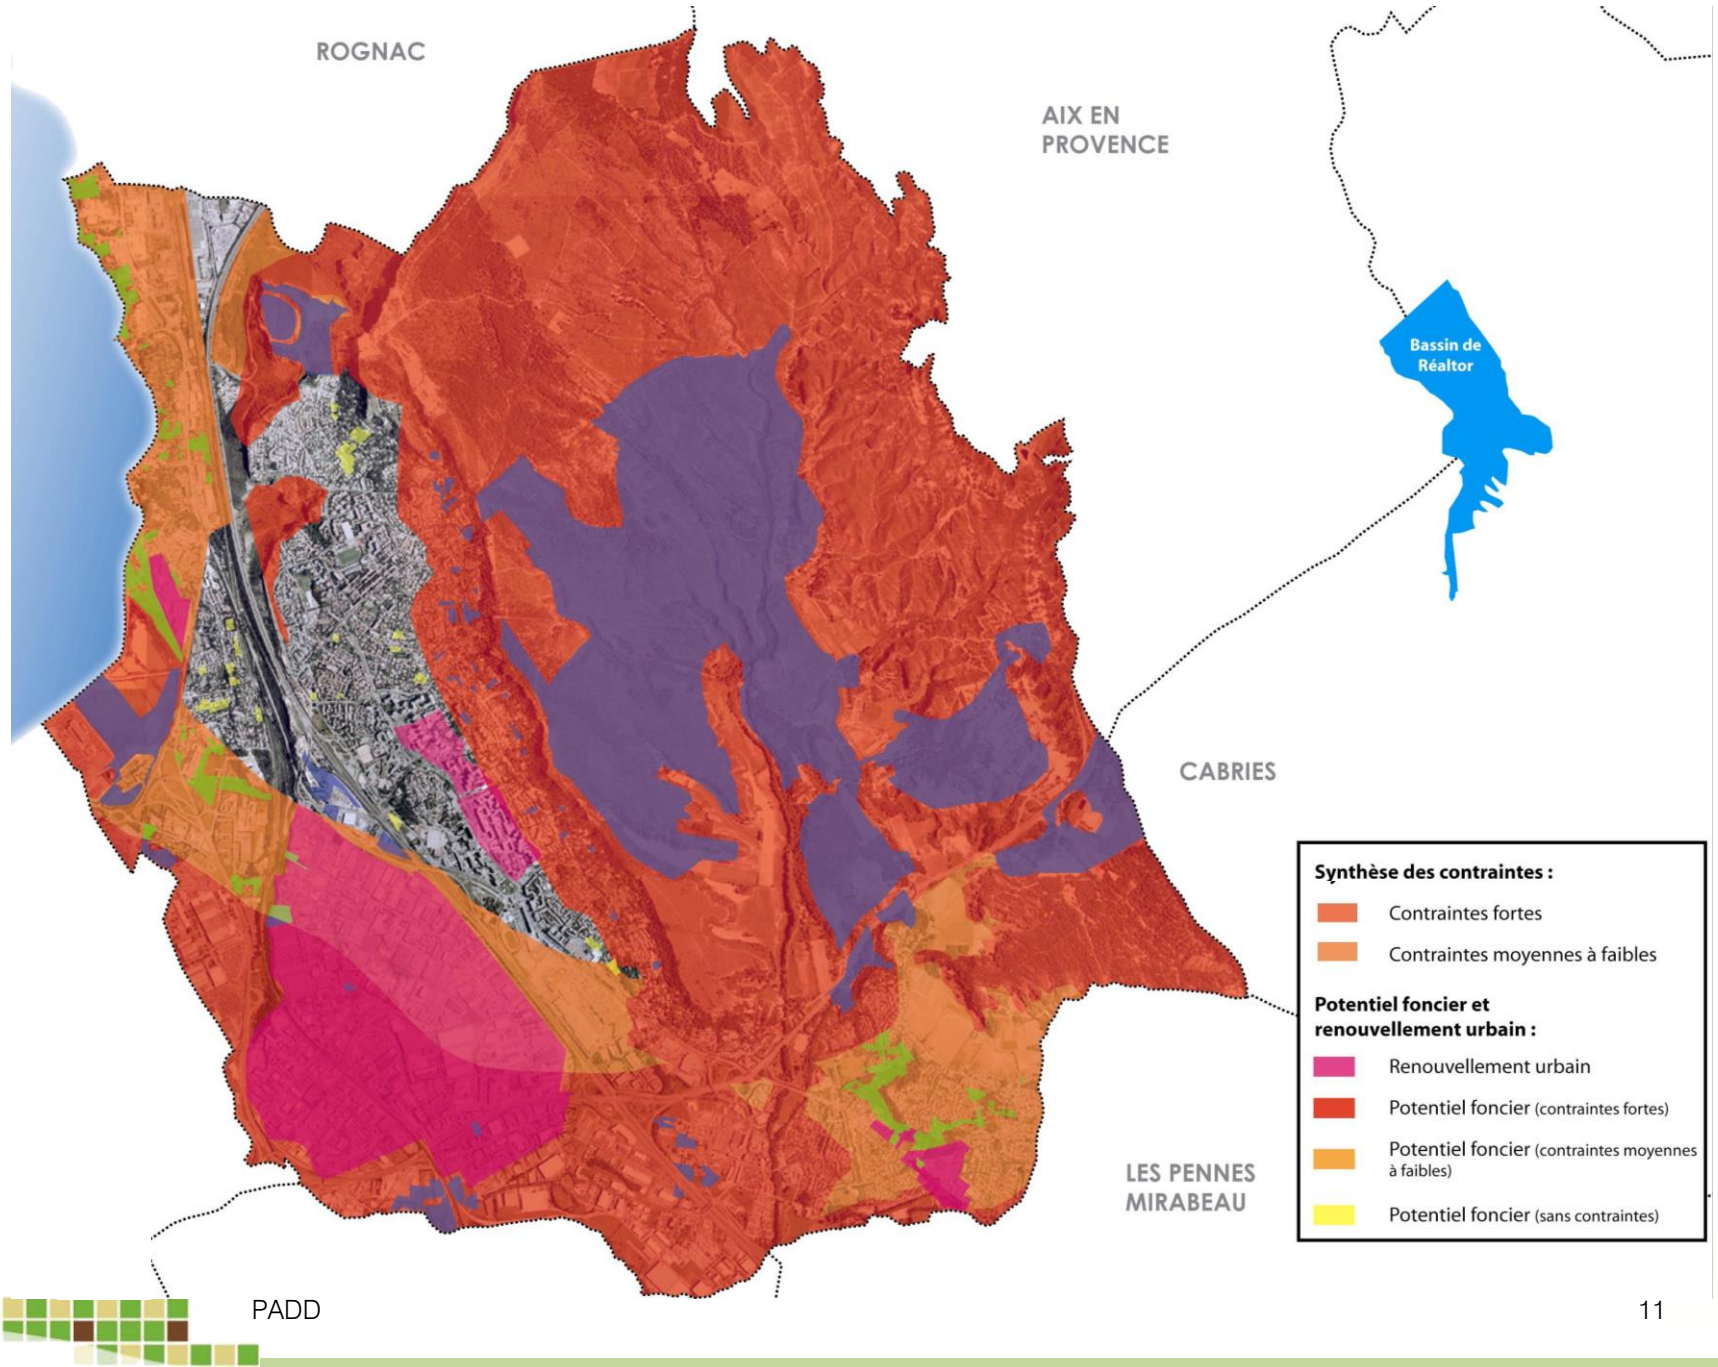 ROGNAC
AIX EN
PROVENCE
Bassin de
Réaltor
CABRIES
LES PENNES
MIRABEAU
Synthèse des contraintes :
Contraintes fortes
Contraintes moyennes à faibles
Potentiel foncier et
renouvellement urbain :
Renouvellement urbain
Potentiel foncier (contraintes fortes)
Potentiel foncier (contraintes moyennes
à faibles)
Potentiel foncier (sans contraintes)
PADD
11